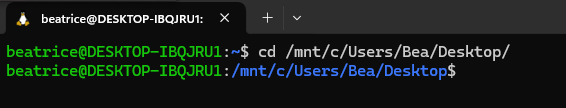 beatrice@DESKTOP-IBQJRU1:
beatrice@DESKTOP-IBQJRU1:~$ cd /mnt/c/Users/Bea/Desktop/
beatrice@DESKTOP-IBQJRU1:/mnt/c/Users/Bea/Desktop$